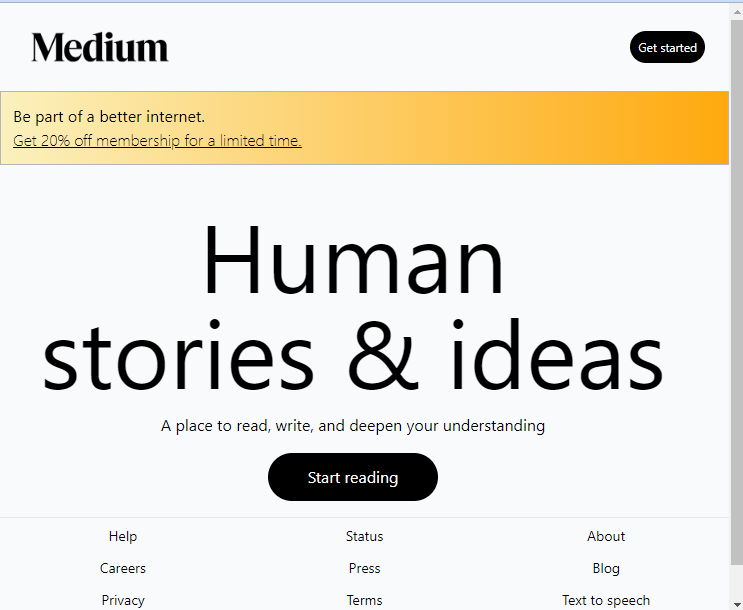 Medium
Get started
Be part of a better internet.
Get 20% off membership for a limited time.
Human
stories & ideas
A place to read, write, and deepen your understanding
Start reading
Help Status About
Careers Press Blog
Privacy Terms Text to speech